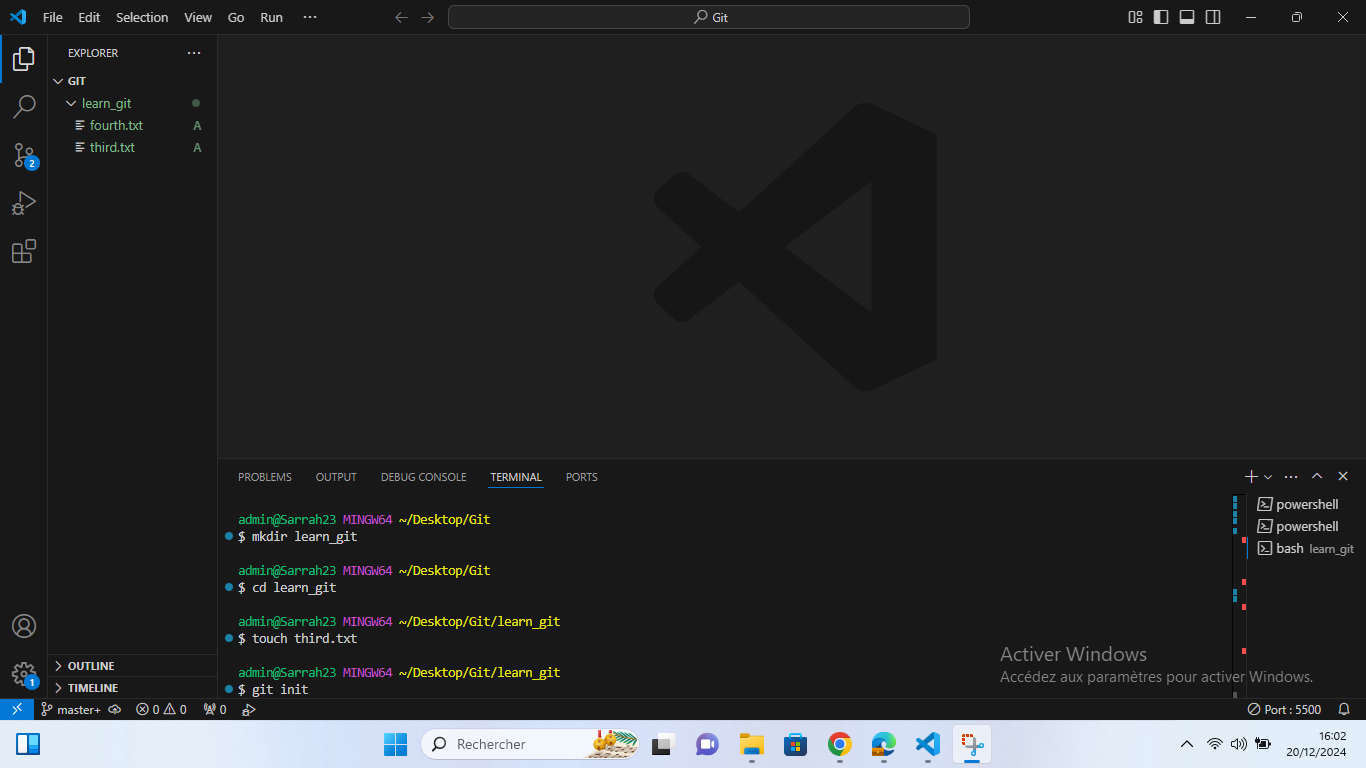 File Edit Selection View Go Run ···
Git
EXPLORER
GIT
learn_git
fourth.txt A
third.txt A
2
1
OUTLINE
TIMELINE
PROBLEMS OUTPUT DEBUG CONSOLE TERMINAL PORTS
admin@Sarrah23 MINGW64 ~/Desktop/Git
$ mkdir learn_git
admin@Sarrah23 MINGW64 ~/Desktop/Git
$ cd learn_git
admin@Sarrah23 MINGW64 ~/Desktop/Git/learn_git
$ touch third.txt
admin@Sarrah23 MINGW64 ~/Desktop/Git/learn_git
$ git init
powershell
powershell
bash learn_git
Activer Windows
Accédez aux paramètres pour activer Windows.
master+ 0 0 0 Port : 5500
Rechercher
16:02
20/12/2024